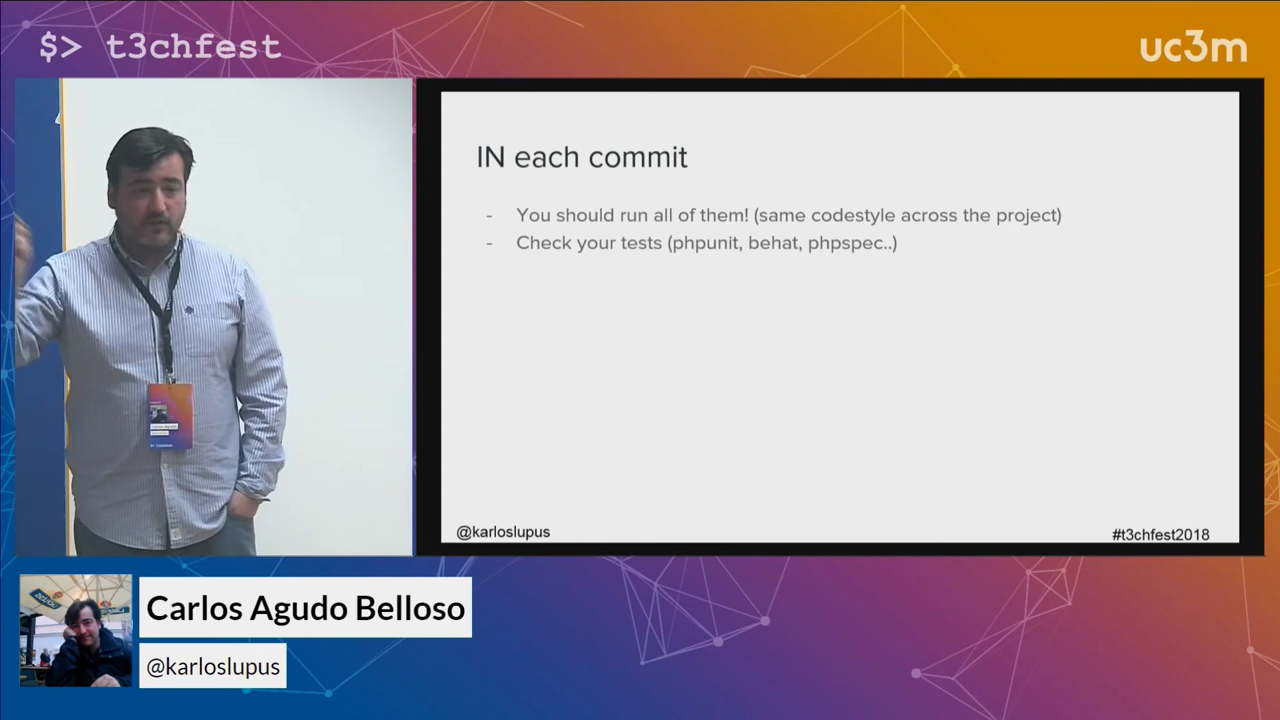 $> t3chfest
uc3m
IN each commit
- You should run all of them! (same codestyle across the project)
- Check your tests (phpunit, behat, phpspec..)
@karloslupus
#t3chfest2018
Carlos Agudo Belloso
@karloslupus